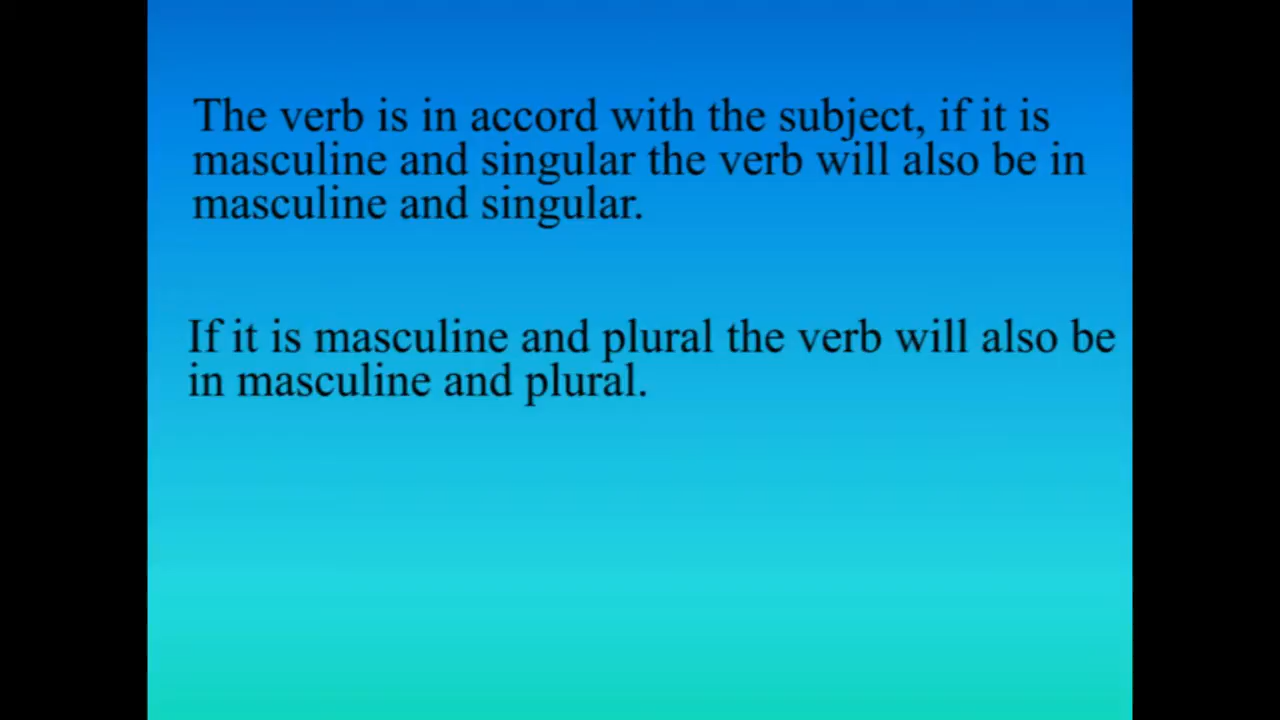 The verb is in accord with the subject, if it is
masculine and singular the verb will also be in
masculine and singular.
If it is masculine and plural the verb will also be
in masculine and plural.